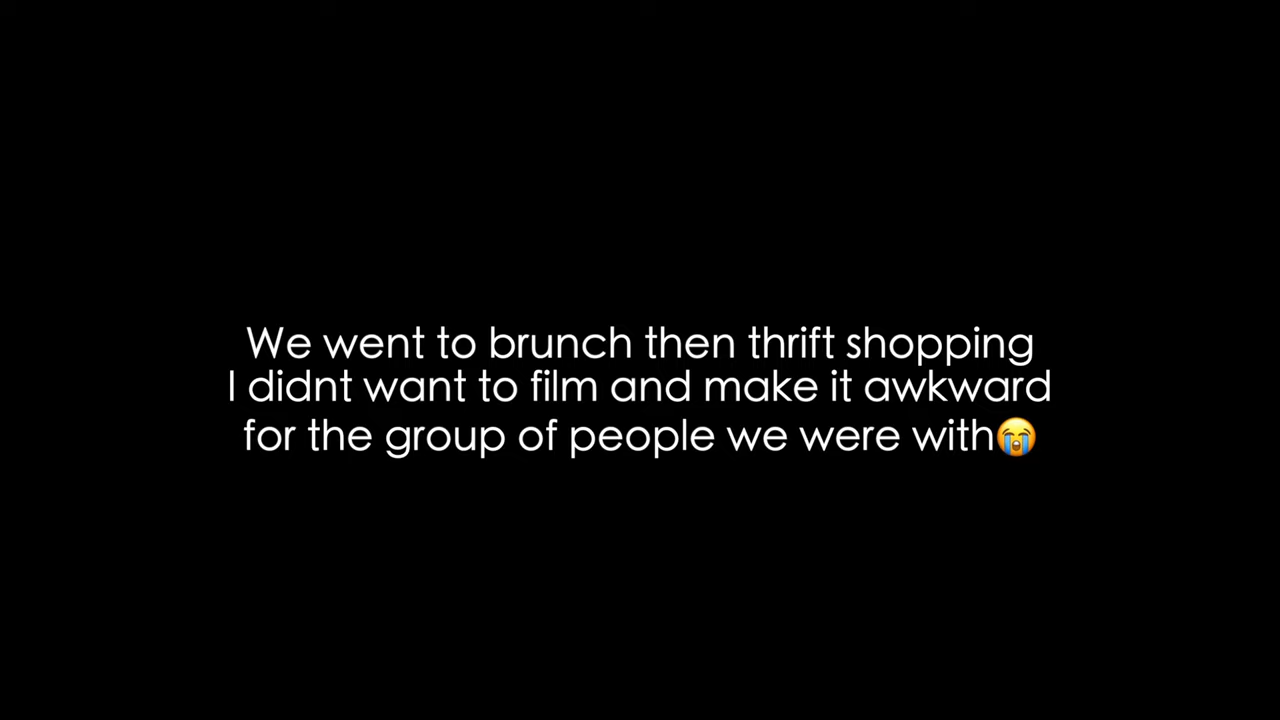 We went to brunch then thrift shopping
I didnt want to film and make it awkward
for the group of people we were with😭